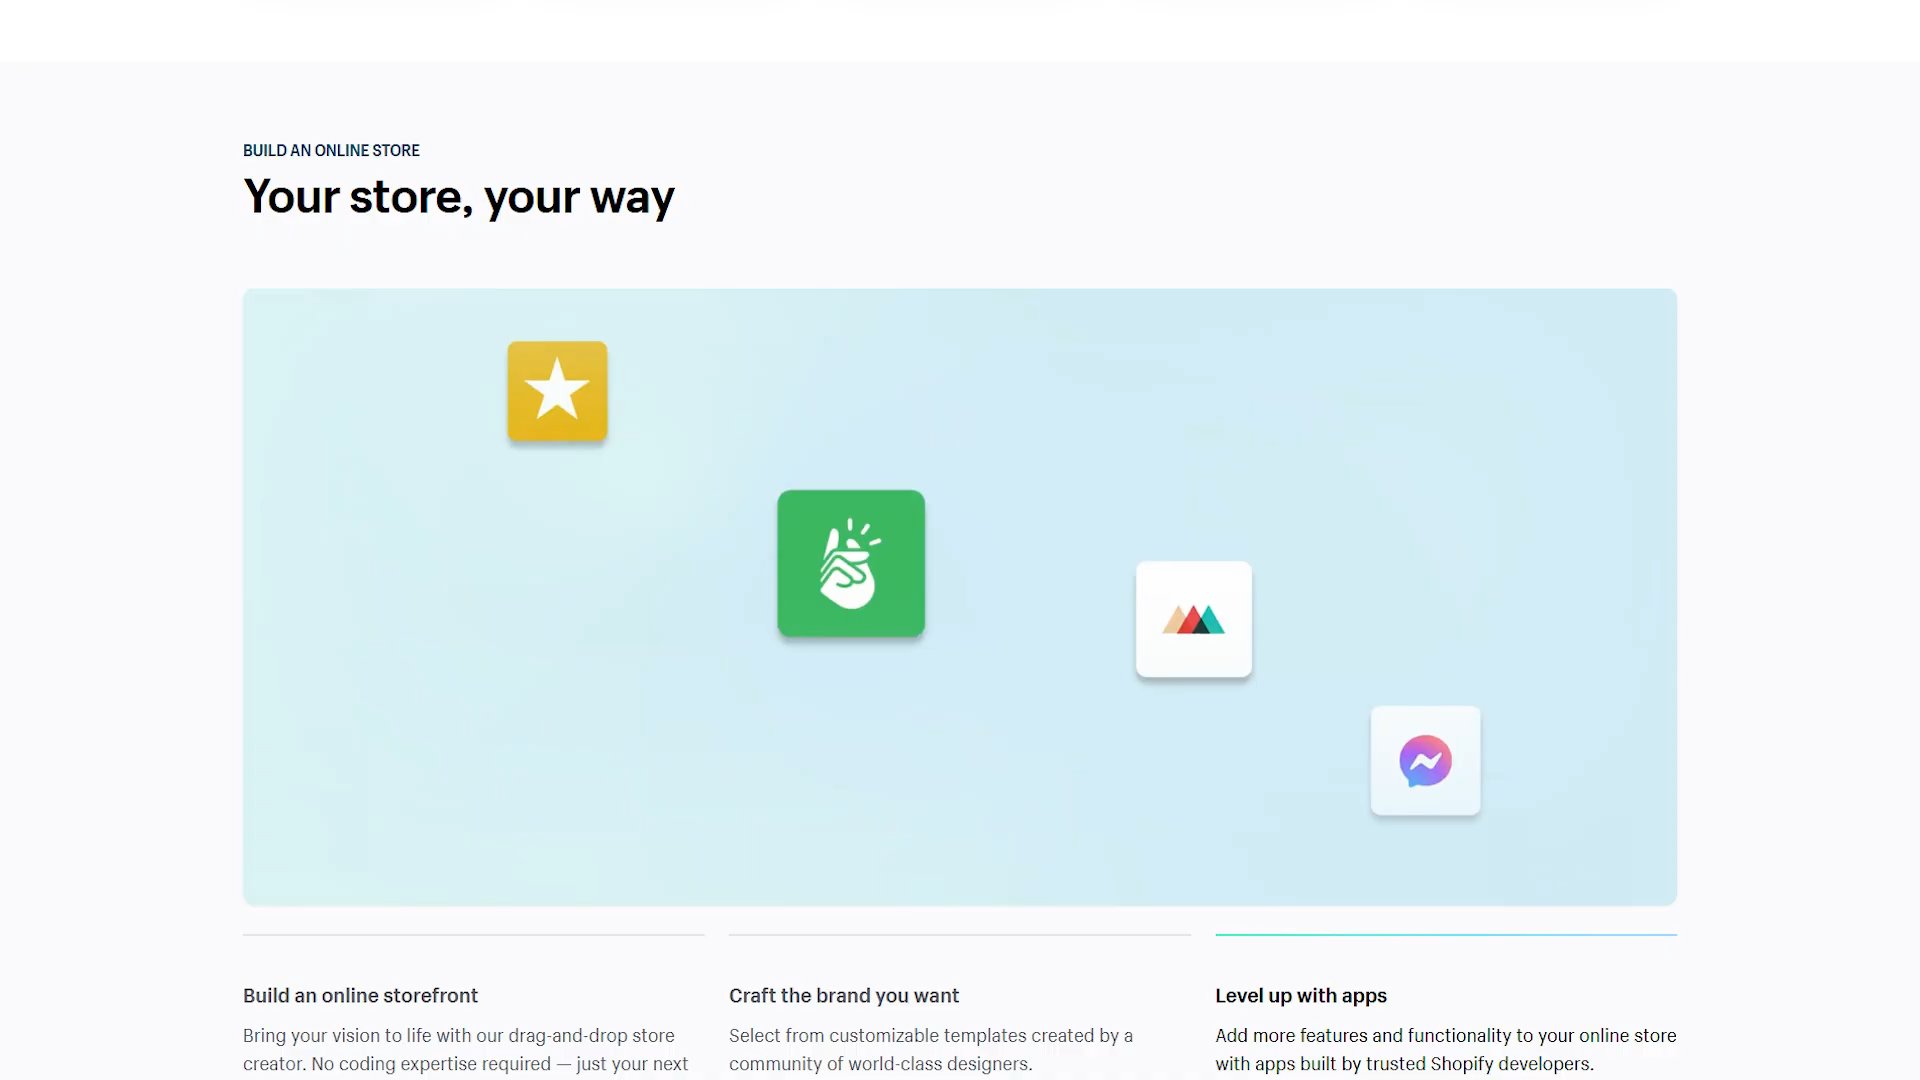 BUILD AN ONLINE STORE
Your store, your way
Build an online storefront
Bring your vision to life with our drag-and-drop store
creator. No coding expertise required — just your next
Craft the brand you want
Select from customizable templates created by a
community of world-class designers.
Level up with apps
Add more features and functionality to your online store
with apps built by trusted Shopify developers.